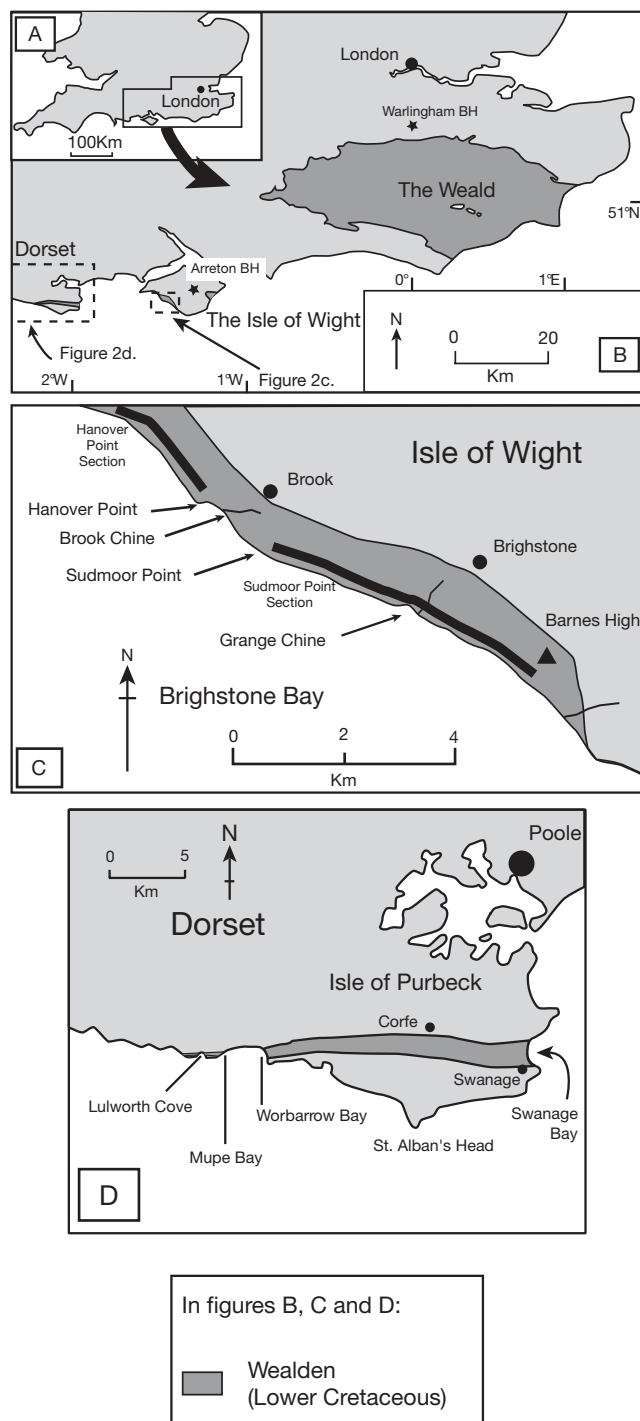 A
London
100Km
London
Warlingham BH
The Weald
51°N
Dorset
Arreton BH
The Isle of Wight
0°
1°E
Figure 2d.
Figure 2c.
2°W
1°W
N
0
20
Km
B
Hanover
Point
Section
Isle of Wight
Brook
Hanover Point
Brook Chine
Brighstone
Sudmoor Point
Sudmoor Point
Section
Barnes High
Grange Chine
N
Brighstone Bay
0
2
4
Km
C
Poole
0
5
Km
N
Dorset
Isle of Purbeck
Corfe
Swanage
Lulworth Cove
Worbarrow Bay
Mupe Bay
St. Alban's Head
Swanage
Bay
D
In figures B, C and D:
Wealden
(Lower Cretaceous)